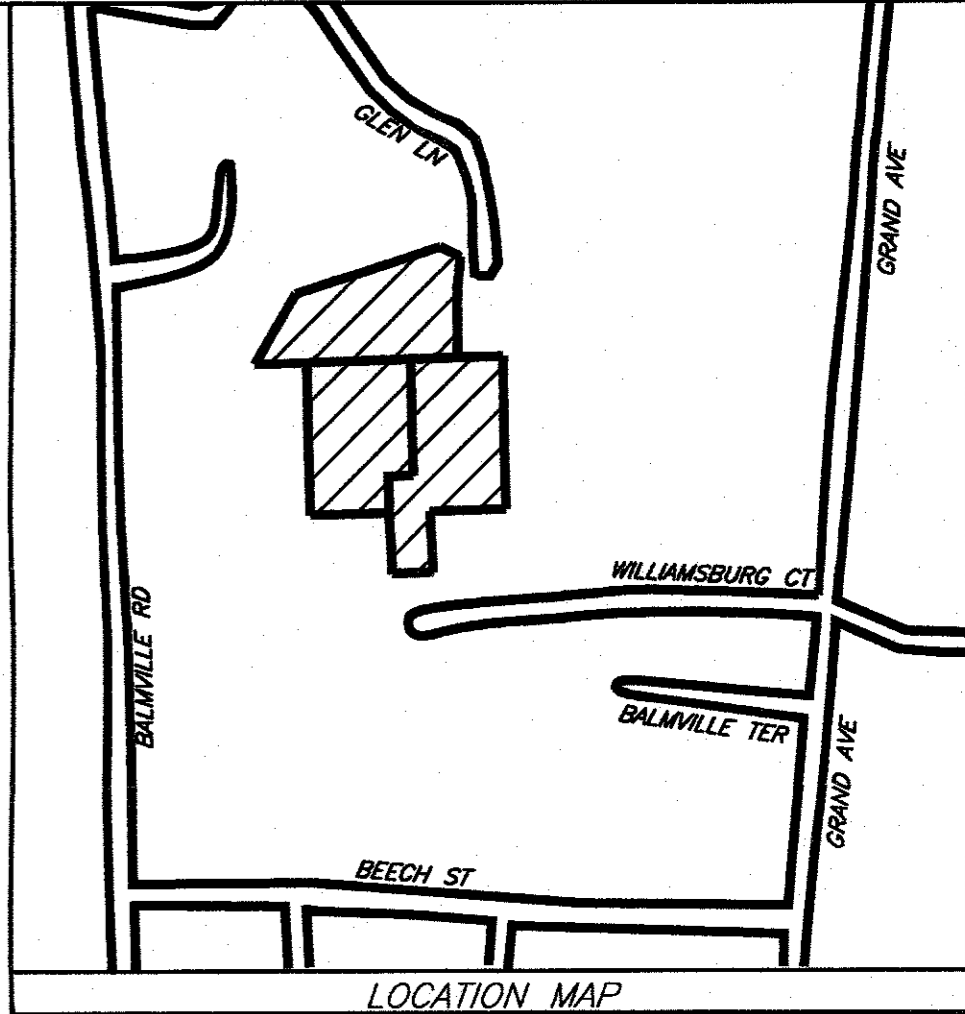 GLEN LN
GRAND AVE
WILLIAMSBURG CT
BALMVILLE RD
BALMVILLE TER
GRAND AVE
BEECH ST
LOCATION MAP